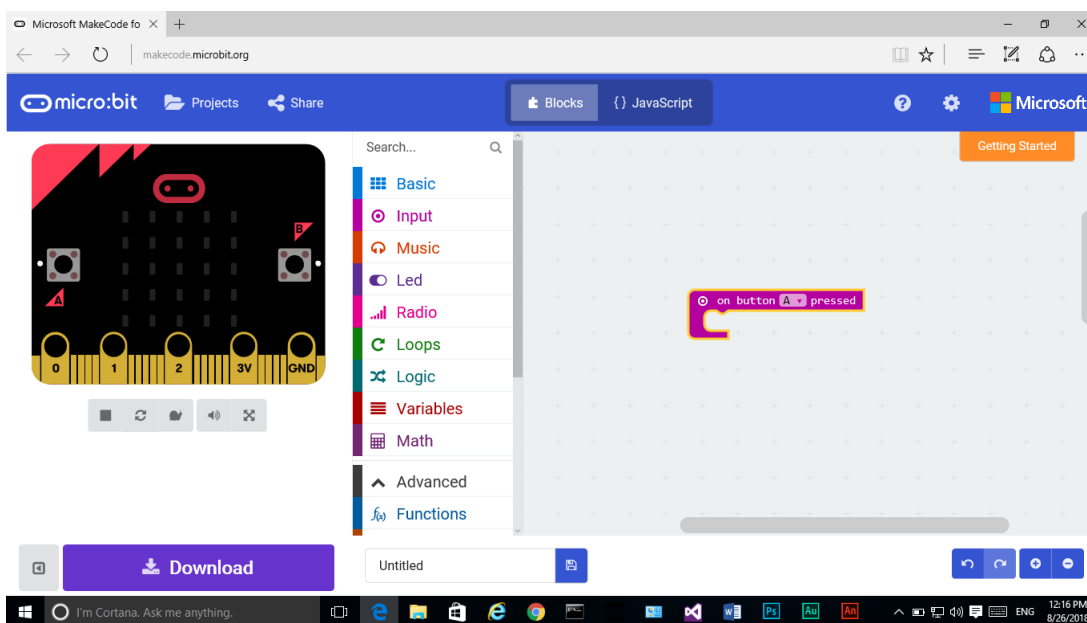 Microsoft MakeCode fo
makecode.microbit.org
micro:bit Projects Share Blocks {} JavaScript ? Microsoft
Search... Getting Started
Basic
Input
Music
Led
Radio
Loops
Logic
Variables
Math
Advanced
f(x) Functions
B
A
0 1 2 3V GND
on button A pressed
Download Untitled
I'm Cortana. Ask me anything. Ps Au An ENG 12:16 PM
8/26/2018